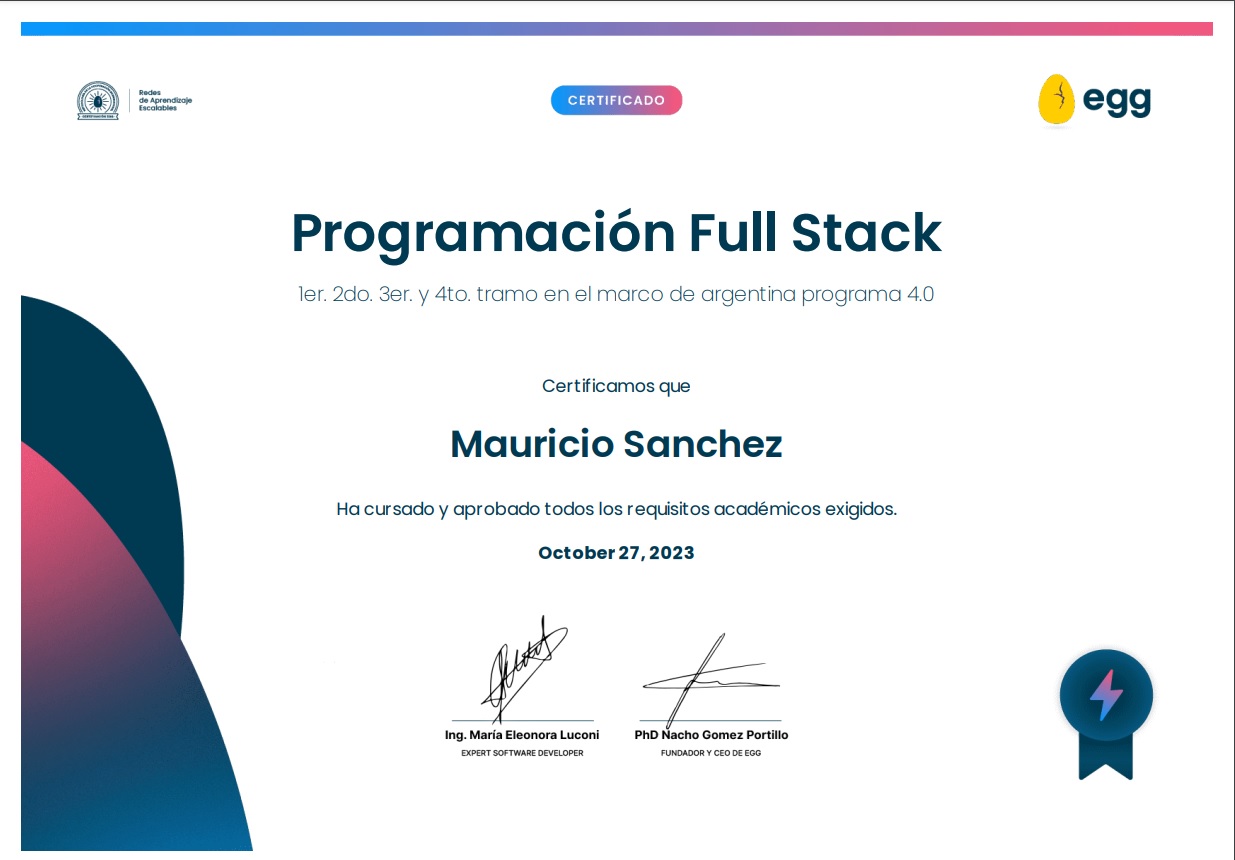 Redes
de Aprendizaje
Escalables
CERTIFICADO
egg
Programación Full Stack
1er. 2do. 3er. y 4to. tramo en el marco de argentina programa 4.0
Certificamos que
Mauricio Sanchez
Ha cursado y aprobado todos los requisitos académicos exigidos.
October 27, 2023
Ing. María Eleonora Luconi
EXPERT SOFTWARE DEVELOPER
PhD Nacho Gomez Portillo
FUNDADOR Y CEO DE EGG